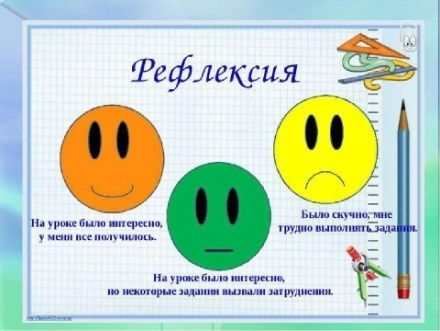 Рефлексия
На уроке было интересно,
у меня все получилось.
Было скучно, мне
трудно выполнять задания.
На уроке было интересно,
но некоторые задания вызвали затруднения.